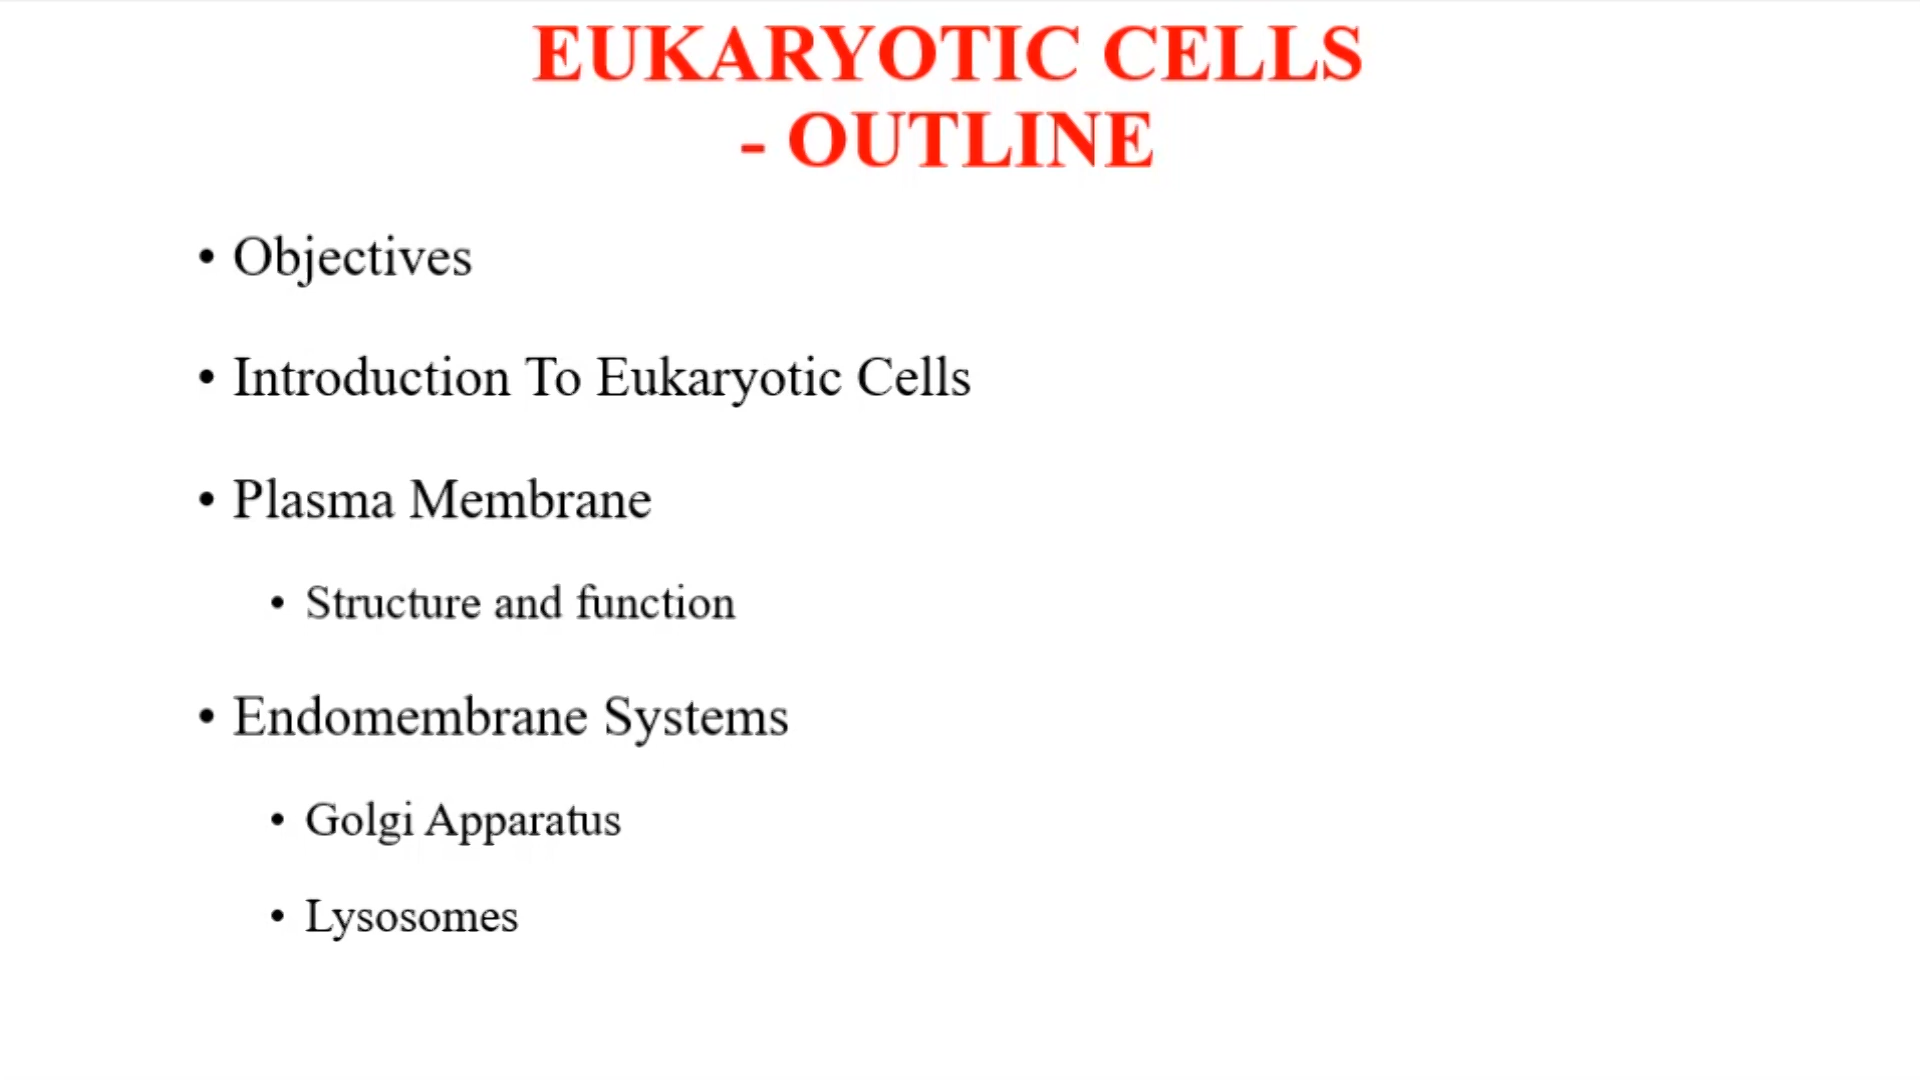 EUKARYOTIC CELLS
- OUTLINE
• Objectives
• Introduction To Eukaryotic Cells
• Plasma Membrane
• Structure and function
• Endomembrane Systems
• Golgi Apparatus
• Lysosomes